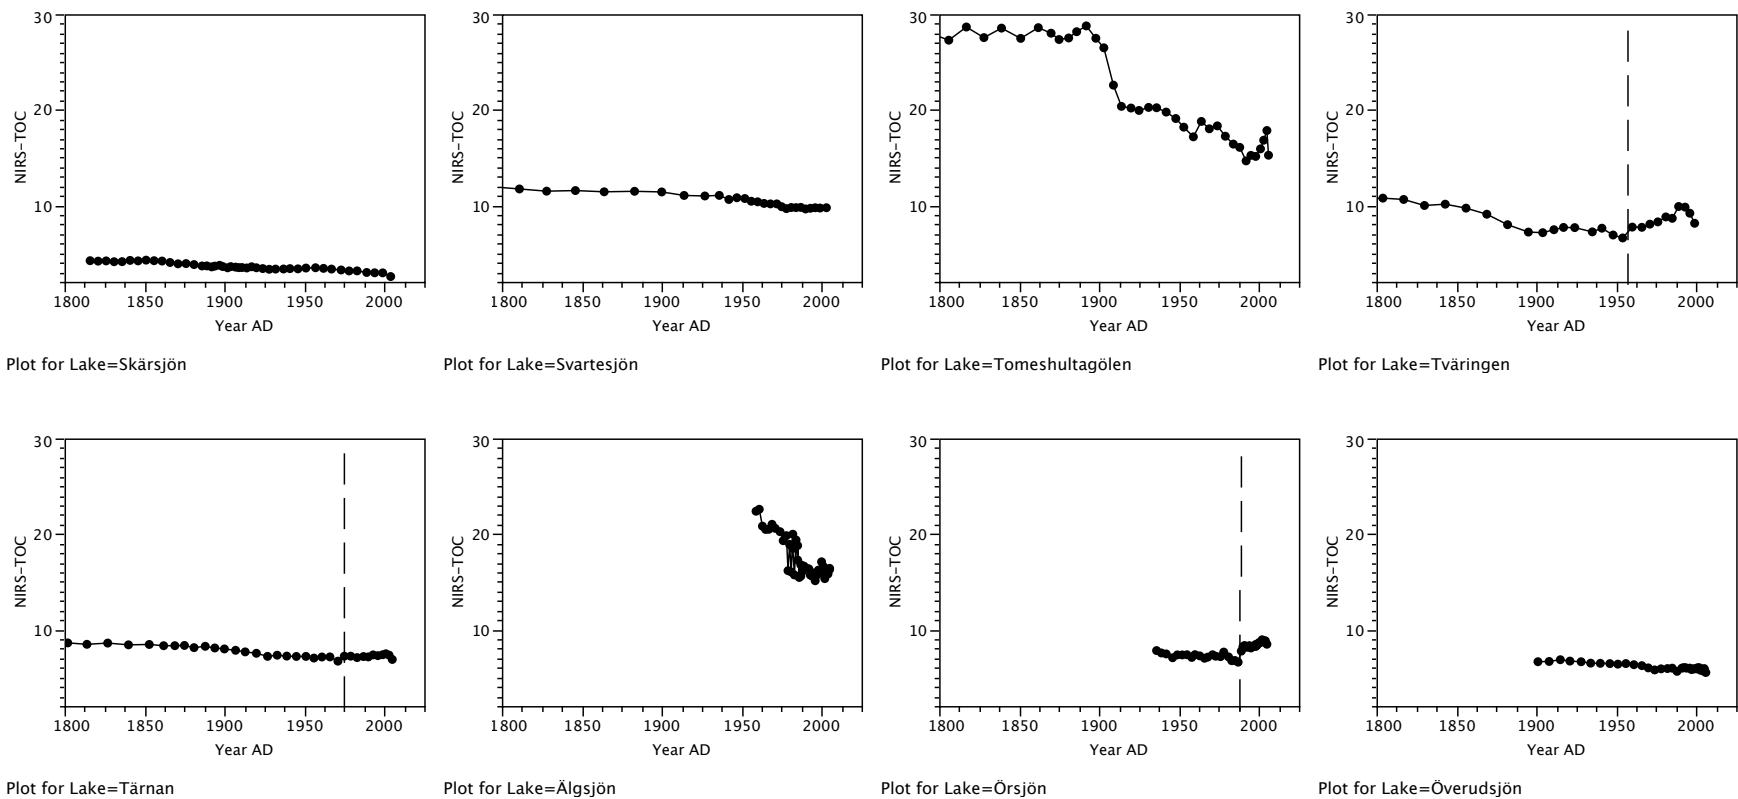 30
20
10
NIRS-TOC
1800 1850 1900 1950 2000
Year AD
Plot for Lake=Skärsjön
30
20
10
NIRS-TOC
1800 1850 1900 1950 2000
Year AD
Plot for Lake=Svartesjön
30
20
10
NIRS-TOC
1800 1850 1900 1950 2000
Year AD
Plot for Lake=Tomeshultagölen
30
20
10
NIRS-TOC
1800 1850 1900 1950 2000
Year AD
Plot for Lake=Tväringen
30
20
10
NIRS-TOC
1800 1850 1900 1950 2000
Year AD
Plot for Lake=Tärnan
30
20
10
NIRS-TOC
1800 1850 1900 1950 2000
Year AD
Plot for Lake=Älgsjön
30
20
10
NIRS-TOC
1800 1850 1900 1950 2000
Year AD
Plot for Lake=Örsjön
30
20
10
NIRS-TOC
1800 1850 1900 1950 2000
Year AD
Plot for Lake=Överudsjön